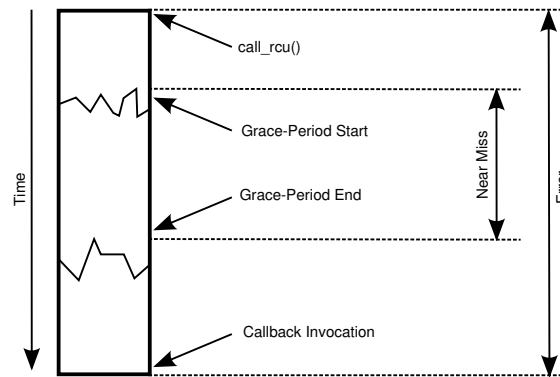 call_rcu()
Grace-Period Start
Time
Near Miss
Grace-Period End
Callback Invocation